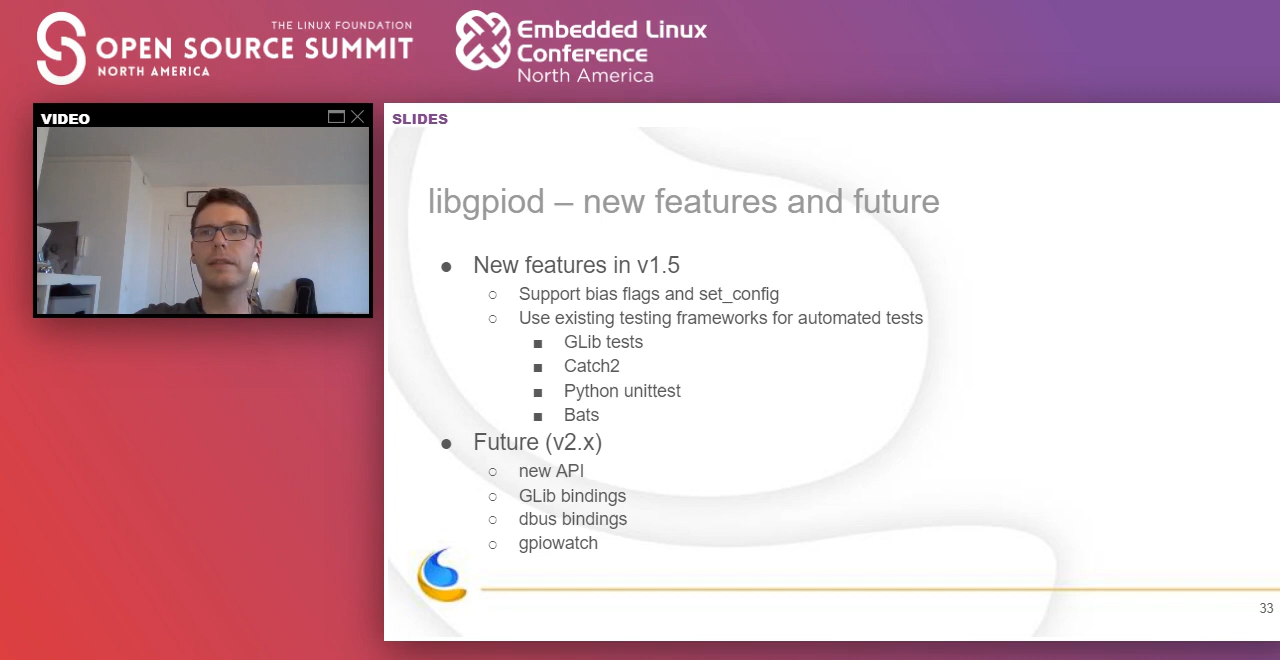 THE LINUX FOUNDATION
OPEN SOURCE SUMMIT
NORTH AMERICA
Embedded Linux
Conference
North America
VIDEO
SLIDES
libgpiod – new features and future
● New features in v1.5
○ Support bias flags and set_config
○ Use existing testing frameworks for automated tests
■ GLib tests
■ Catch2
■ Python unittest
■ Bats
● Future (v2.x)
○ new API
○ GLib bindings
○ dbus bindings
○ gpiowatch
33